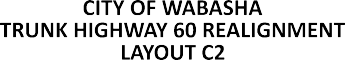 CITY OF WABASHA
TRUNK HIGHWAY 60 REALIGNMENT
LAYOUT C2